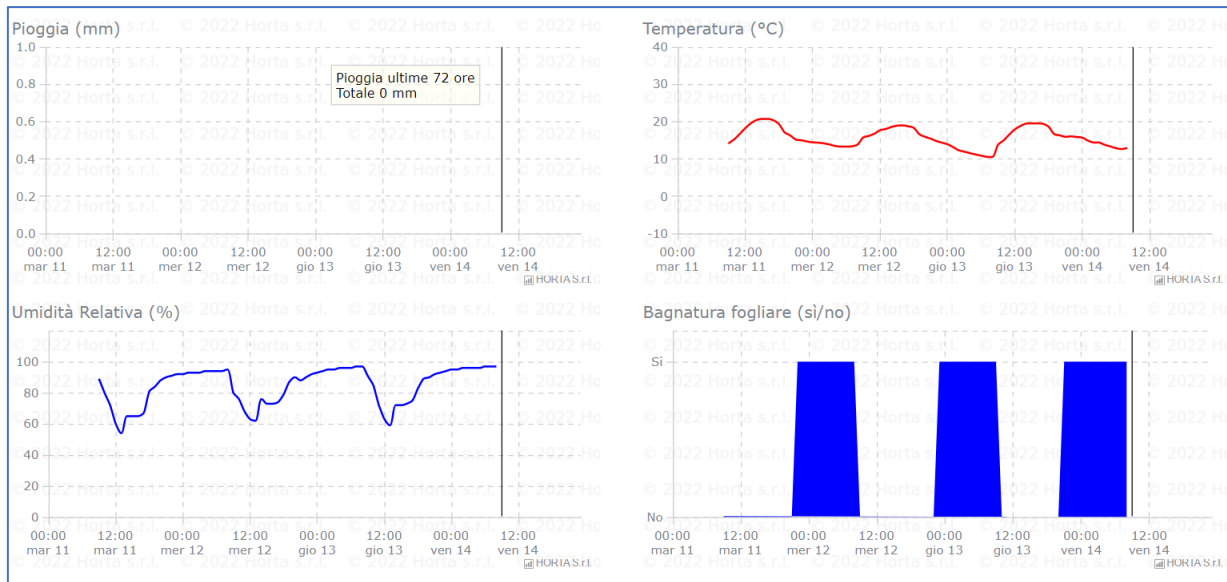 Pioggia (mm)
1.0
0.8
0.6
0.4
0.2
0.0
Pioggia ultime 72 ore
Totale 0 mm
00:00 12:00 00:00 12:00 00:00 12:00 00:00 12:00
mar 11 mar 11 mer 12 mer 12 gio 13 gio 13 ven 14 ven 14
HORTA S.r.l.
Temperatura (°C)
40
30
20
10
0
-10
00:00 12:00 00:00 12:00 00:00 12:00 00:00 12:00
mar 11 mar 11 mer 12 mer 12 gio 13 gio 13 ven 14 ven 14
HORTA S.r.l.
Umidità Relativa (%)
100
80
60
40
20
0
00:00 12:00 00:00 12:00 00:00 12:00 00:00 12:00
mar 11 mar 11 mer 12 mer 12 gio 13 gio 13 ven 14 ven 14
HORTA S.r.l.
Bagnatura fogliare (sì/no)
Sì
No
00:00 12:00 00:00 12:00 00:00 12:00 00:00 12:00
mar 11 mar 11 mer 12 mer 12 gio 13 gio 13 ven 14 ven 14
HORTA S.r.l.
© 2022 Horta s.r.l.